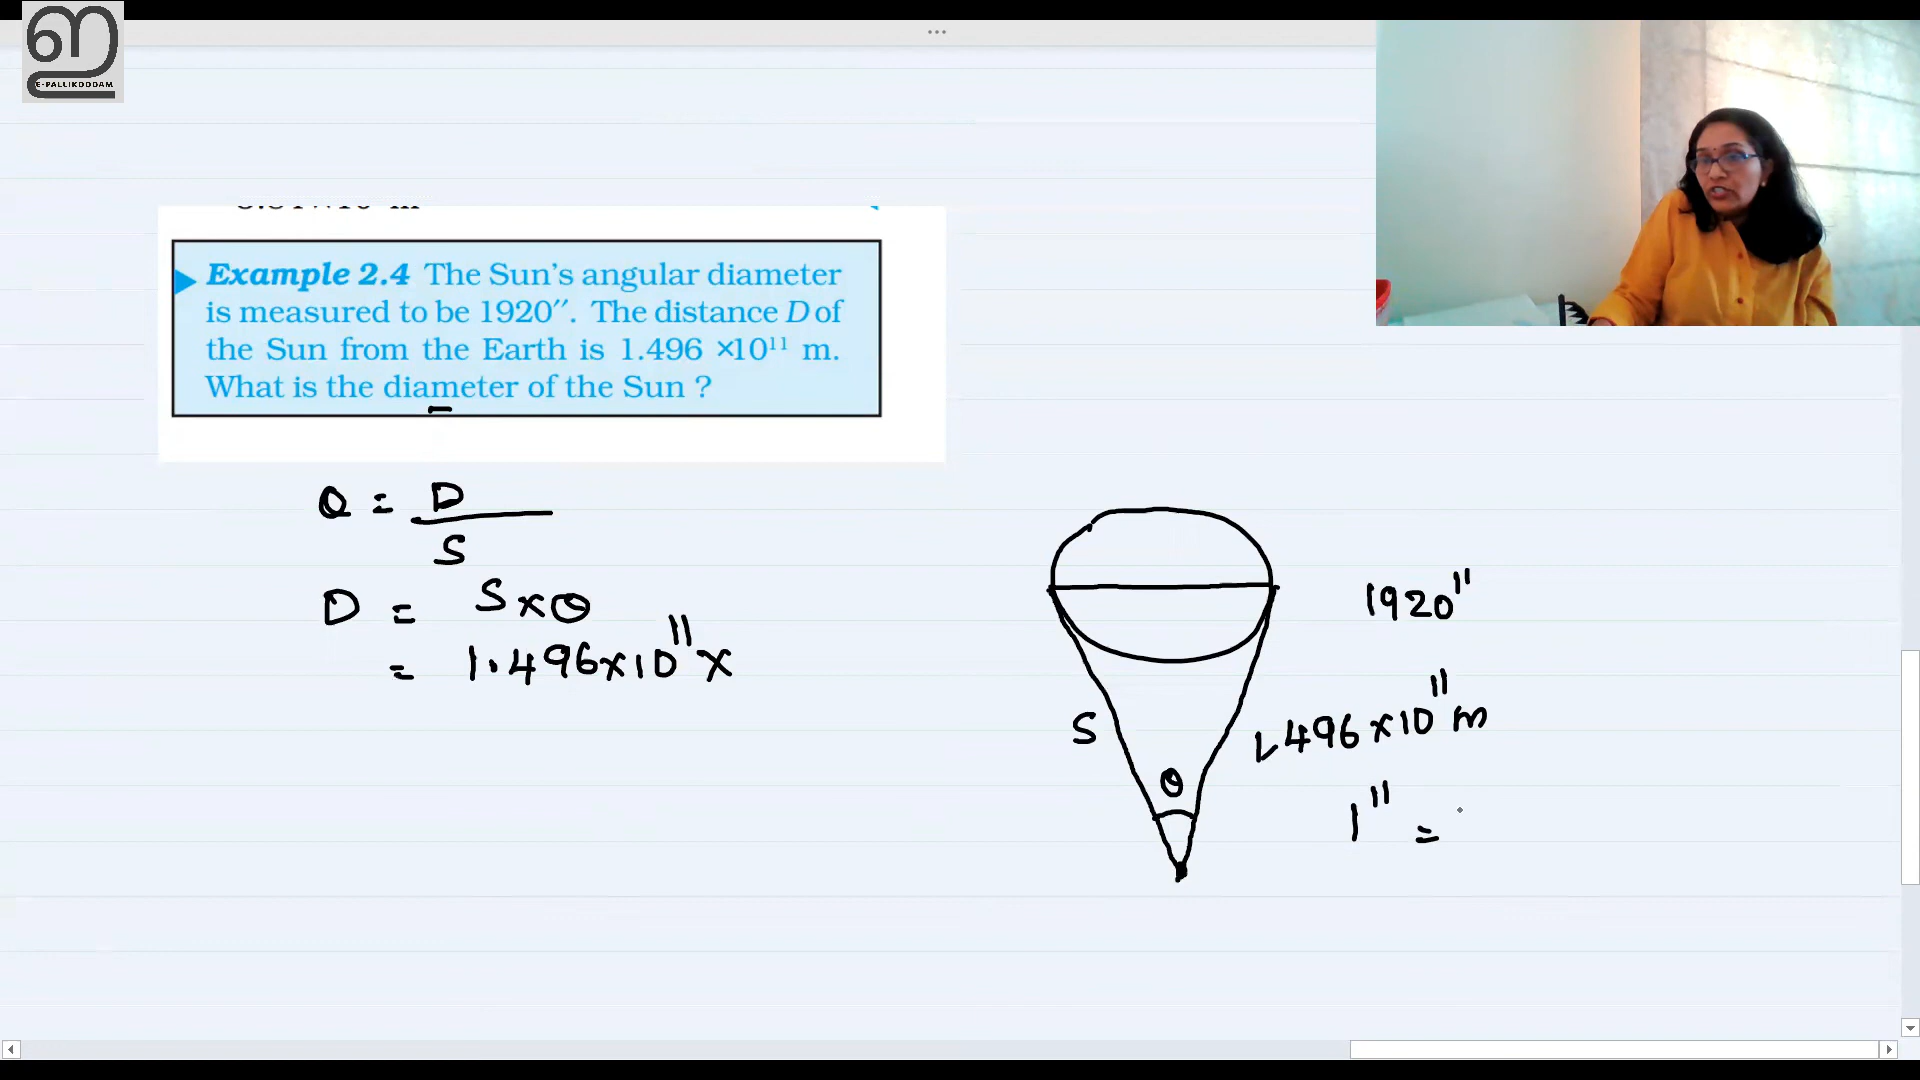 റ
E-PALLIKOODAM
Example 2.4 The Sun's angular diameter
is measured to be 1920″. The distance D of
the Sun from the Earth is 1.496 ×10¹¹ m.
What is the diameter of the Sun ?
θ = D
S
D = S×θ
= 1.496×10¹¹ ×
1920"
S
1.496×10¹¹ m
θ
1" =